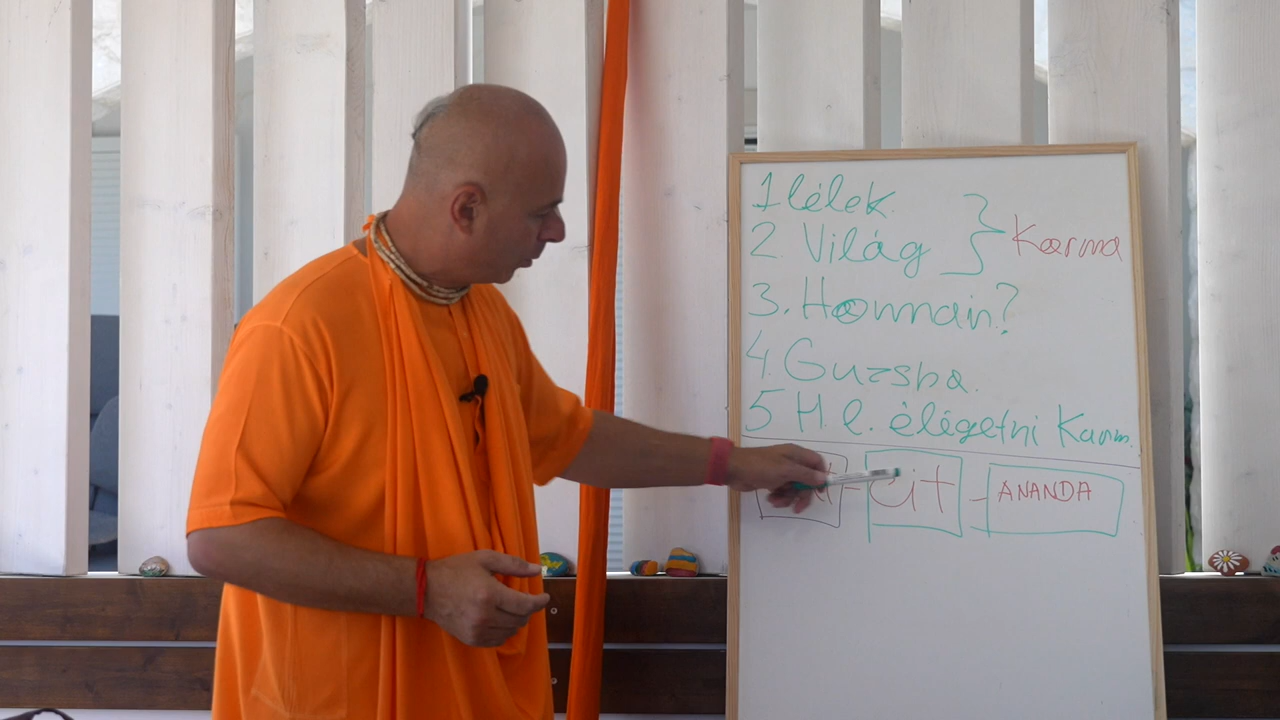 1 lélek.
2. Világ } Karma
3. Honnan?
4. Guzsba.
5 H. l. élégetni Karm.
- cit - ANANDA